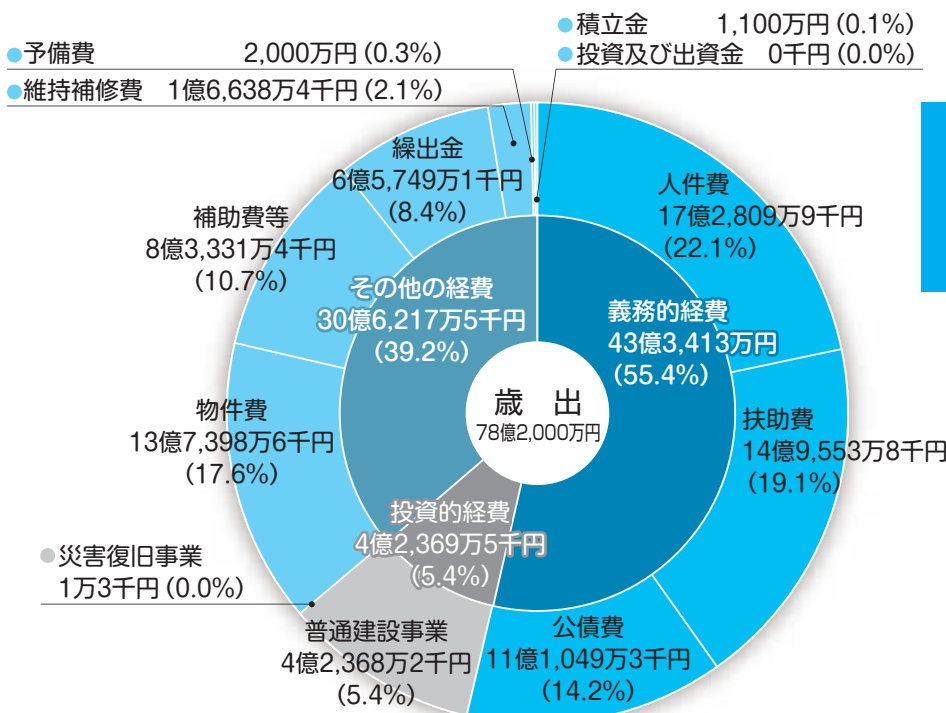 積立金 1,100万円(0.1%)
予備費 2,000万円(0.3%)
投資及び出資金 0千円(0.0%)
維持補修費 1億6,638万4千円(2.1%)
繰出金
6億5,749万1千円
(8.4%)
人件費
17億2,809万9千円
(22.1%)
補助費等
8億3,331万4千円
(10.7%)
その他の経費
30億6,217万5千円
(39.2%)
義務的経費
43億3,413万円
(55.4%)
歳 出
78億2,000万円
物件費
13億7,398万6千円
(17.6%)
扶助費
14億9,553万8千円
(19.1%)
投資的経費
4億2,369万5千円
(5.4%)
災害復旧事業
1万3千円(0.0%)
普通建設事業
4億2,368万2千円
(5.4%)
公債費
11億1,049万3千円
(14.2%)